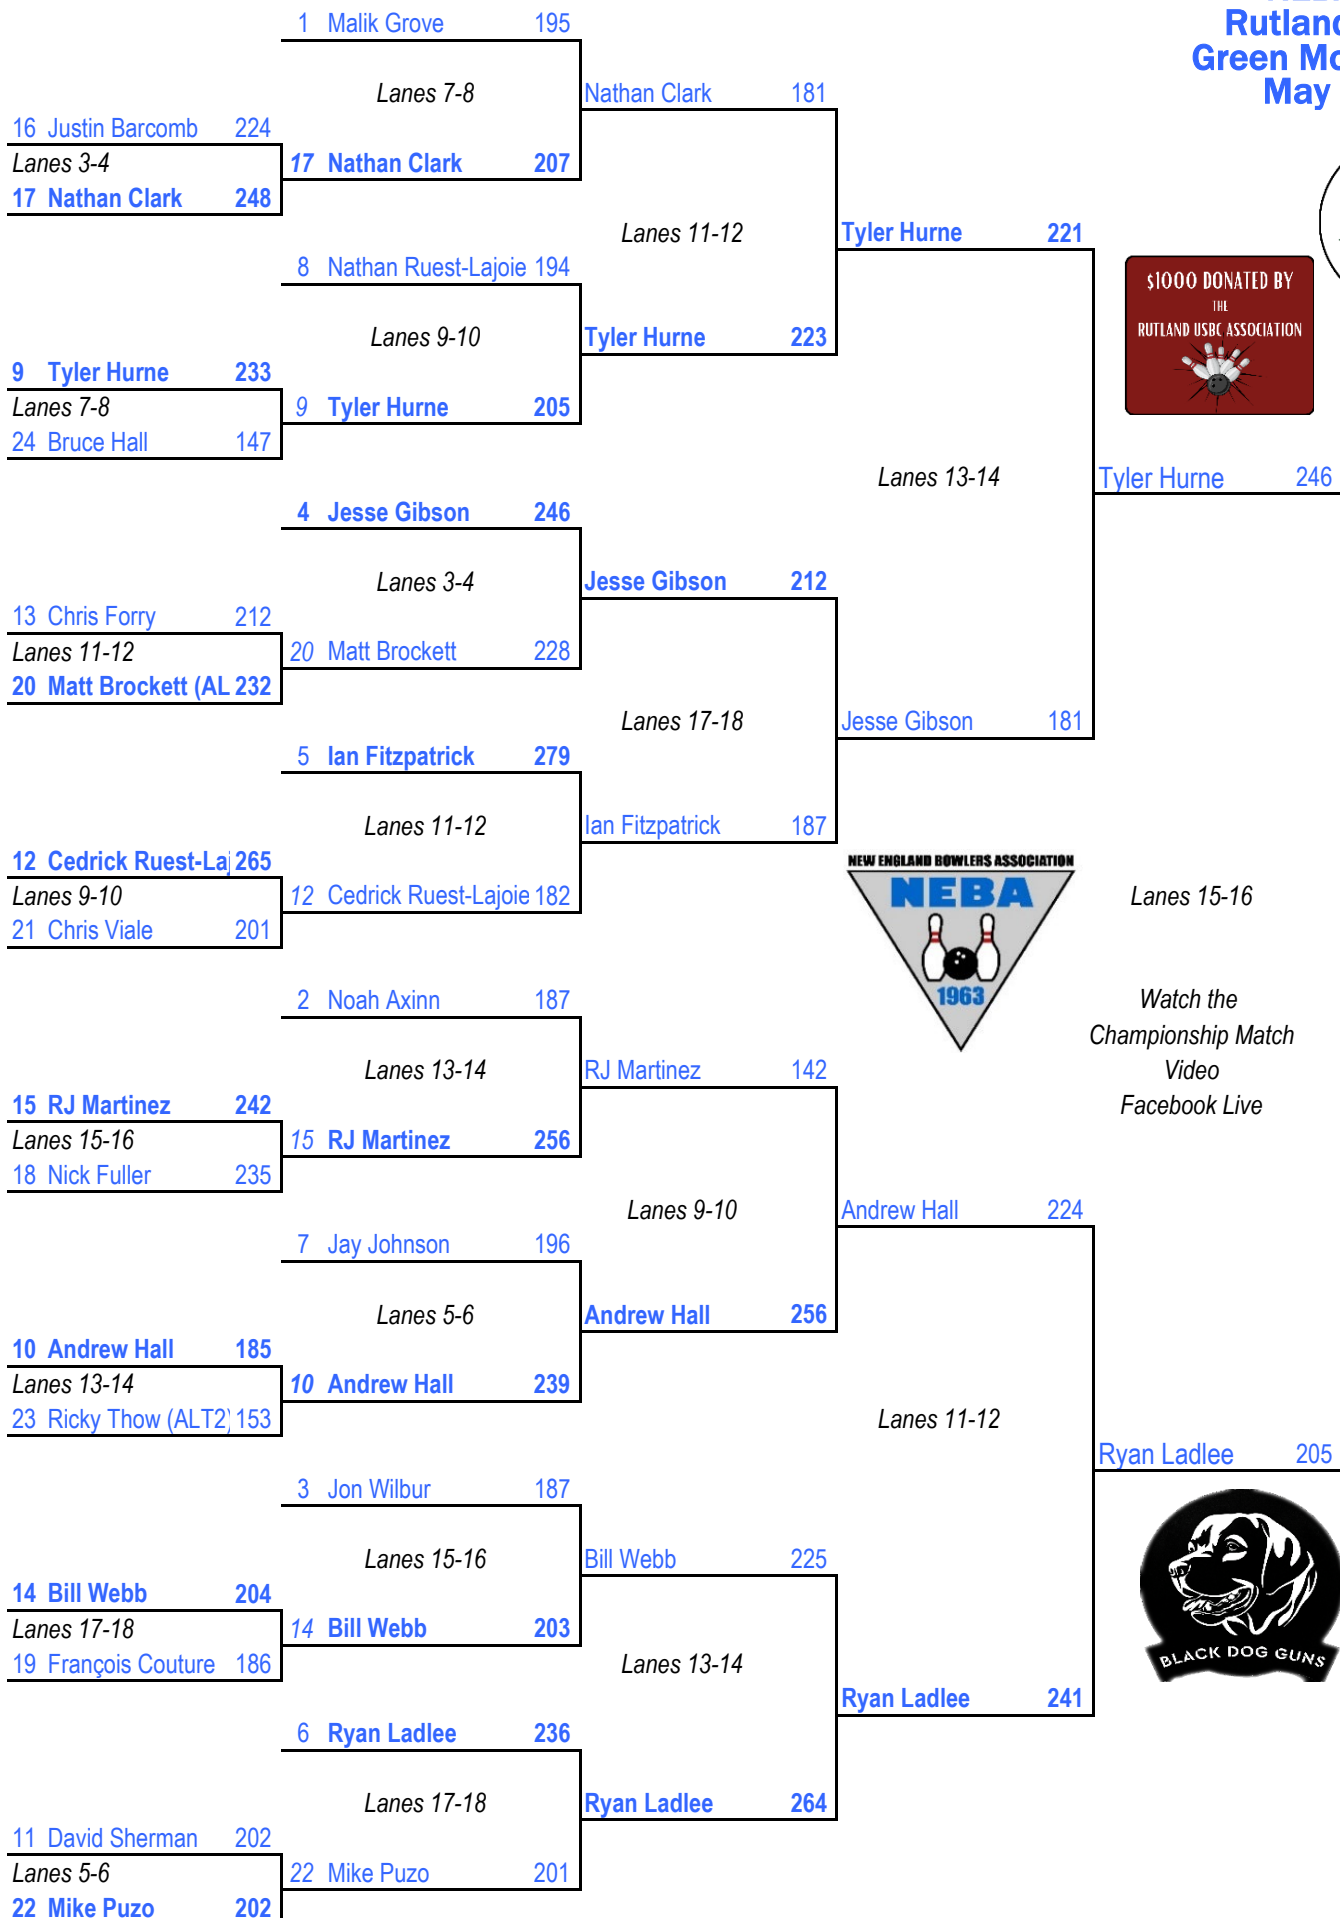 Rutland
Green Mo
May
1 Malik Grove 195
Lanes 7-8
Nathan Clark 181
16 Justin Barcomb 224
Lanes 3-4
17 Nathan Clark 207
17 Nathan Clark 248
Lanes 11-12
Tyler Hurne 221
8 Nathan Ruest-Lajoie 194
$1000 DONATED BY
THE
RUTLAND USBC ASSOCIATION
Lanes 9-10
Tyler Hurne 223
9 Tyler Hurne 233
Lanes 7-8
9 Tyler Hurne 205
24 Bruce Hall 147
Lanes 13-14
Tyler Hurne 246
4 Jesse Gibson 246
Lanes 3-4
Jesse Gibson 212
13 Chris Forry 212
Lanes 11-12
20 Matt Brockett 228
20 Matt Brockett (AL 232
Lanes 17-18
Jesse Gibson 181
5 Ian Fitzpatrick 279
Lanes 11-12
Ian Fitzpatrick 187
12 Cedrick Ruest-Laj 265
Lanes 9-10
12 Cedrick Ruest-Lajoie 182
21 Chris Viale 201
NEW ENGLAND BOWLERS ASSOCIATION
NEBA
1963
Lanes 15-16
Watch the
Championship Match
Video
Facebook Live
2 Noah Axinn 187
Lanes 13-14
RJ Martinez 142
15 RJ Martinez 242
Lanes 15-16
15 RJ Martinez 256
18 Nick Fuller 235
Lanes 9-10
Andrew Hall 224
7 Jay Johnson 196
Lanes 5-6
Andrew Hall 256
10 Andrew Hall 185
Lanes 13-14
10 Andrew Hall 239
23 Ricky Thow (ALT2) 153
Lanes 11-12
Ryan Ladlee 205
3 Jon Wilbur 187
Lanes 15-16
Bill Webb 225
14 Bill Webb 204
Lanes 17-18
14 Bill Webb 203
19 François Couture 186
Lanes 13-14
BLACK DOG GUNS
Ryan Ladlee 241
6 Ryan Ladlee 236
Lanes 17-18
Ryan Ladlee 264
11 David Sherman 202
Lanes 5-6
22 Mike Puzo 201
22 Mike Puzo 202